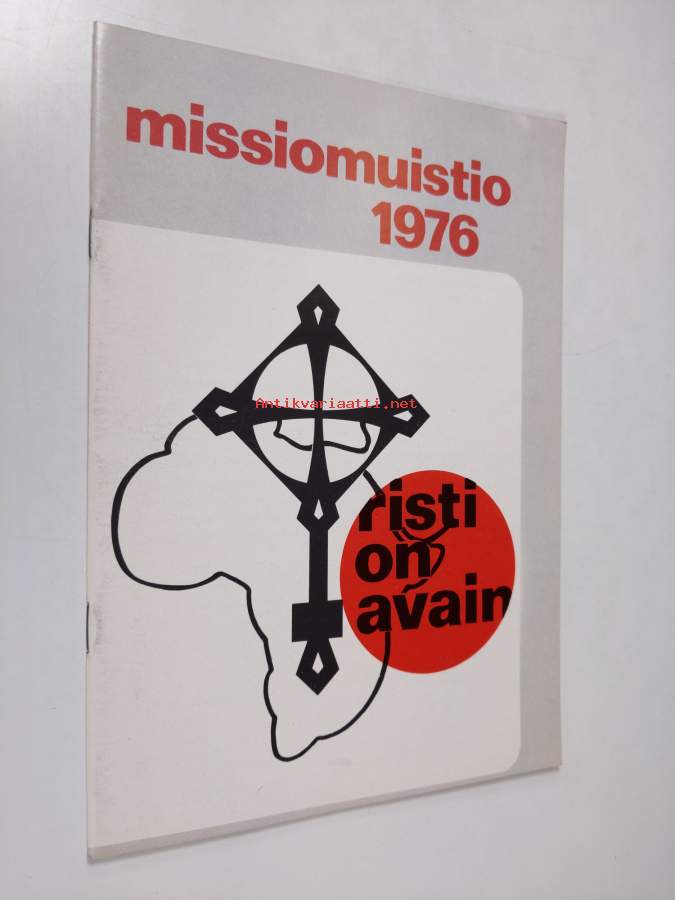 missiomuistio
1976
Antikvariaatti.net
risti
on
avain